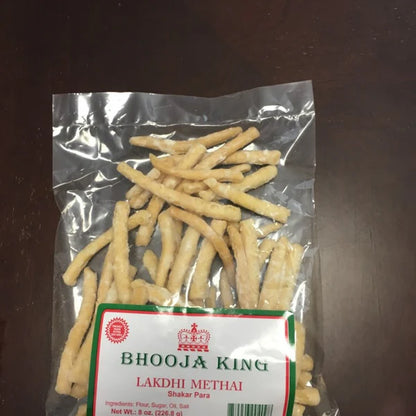 BHOOJA KING
LAKDHI METHAI
Shakar Para
Ingredients: Flour, Sugar, Oil, Salt
Net Wt.: 8 oz. (226.8 g)